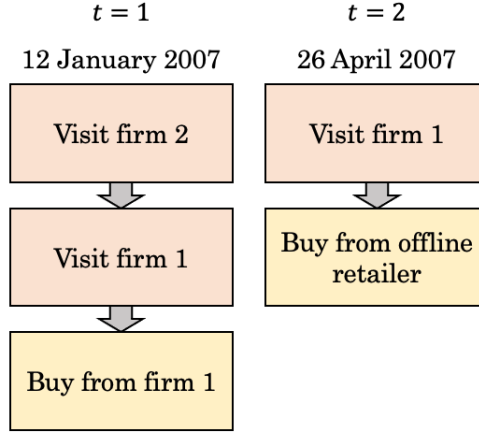 t = 1
12 January 2007
Visit firm 2
Visit firm 1
Buy from firm 1
t = 2
26 April 2007
Visit firm 1
Buy from offline
retailer